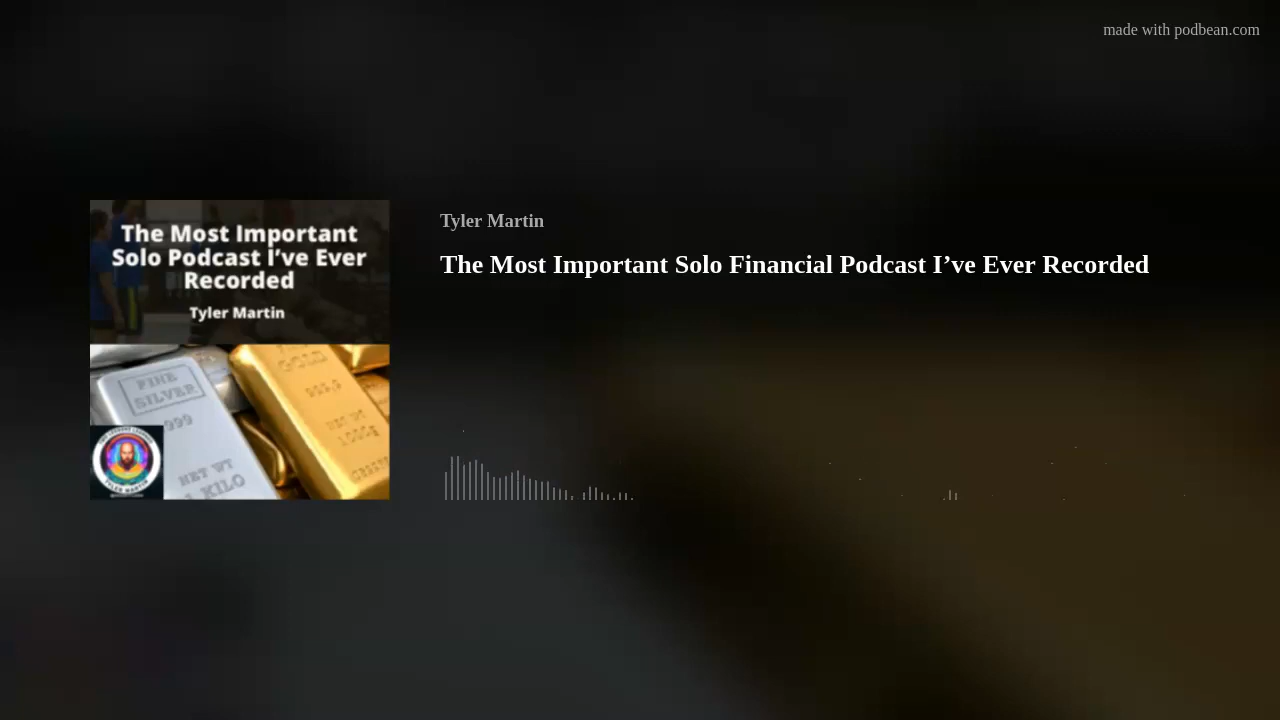 made with podbean.com
The Most Important
Solo Podcast I’ve Ever
Recorded
Tyler Martin
Tyler Martin
The Most Important Solo Financial Podcast I’ve Ever Recorded
FINE
SILVER
999
NET WT
1 KILO
GOLD
999,9
NET WT
1000g
TYLER MARTIN